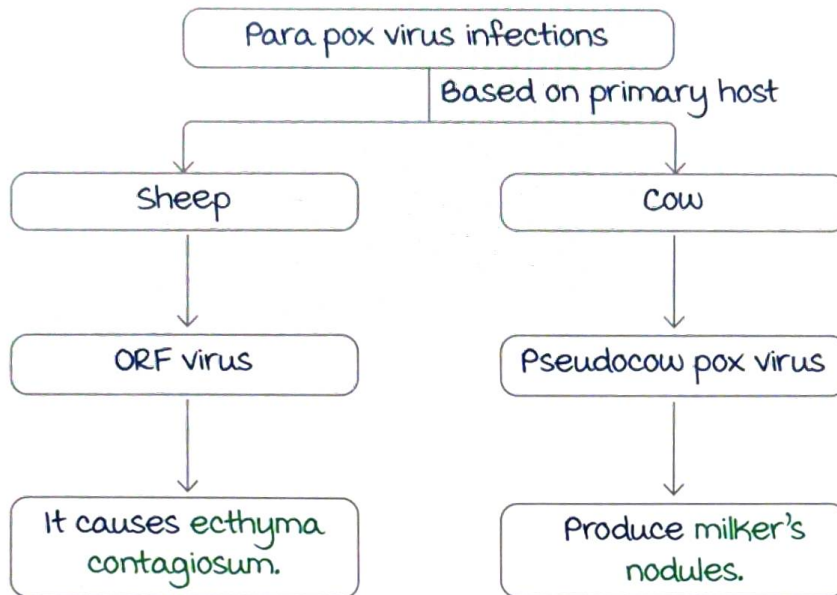 Para pox virus infections
Based on primary host
Sheep
Cow
ORF virus
Pseudocow pox virus
It causes ecthyma
contagiosum.
Produce milker's
nodules.